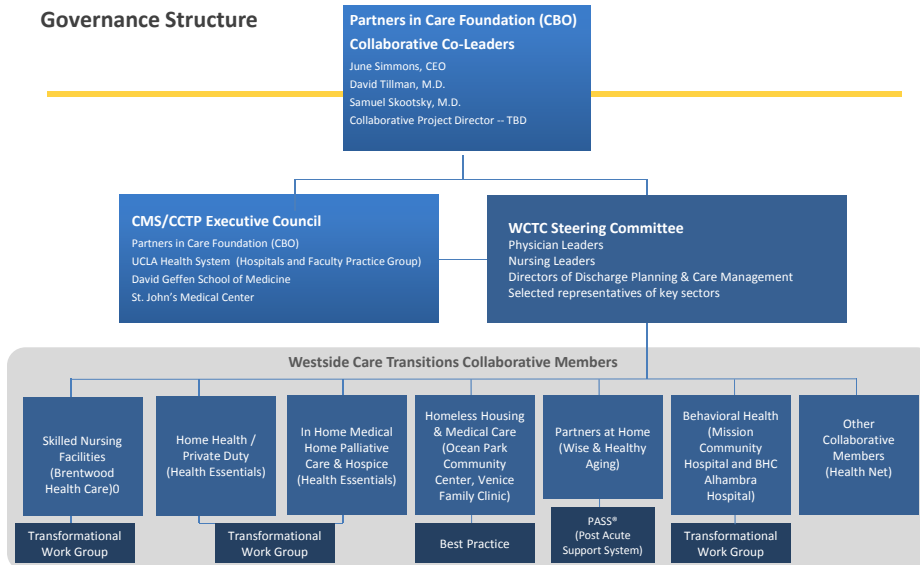 Governance Structure
Partners in Care Foundation (CBO)
Collaborative Co-Leaders
June Simmons, CEO
David Tillman, M.D.
Samuel Skootsky, M.D.
Collaborative Project Director -- TBD
CMS/CCTP Executive Council
Partners in Care Foundation (CBO)
UCLA Health System (Hospitals and Faculty Practice Group)
David Geffen School of Medicine
St. John's Medical Center
WCTC Steering Committee
Physician Leaders
Nursing Leaders
Directors of Discharge Planning & Care Management
Selected representatives of key sectors
Westside Care Transitions Collaborative Members
Skilled Nursing
Facilities
(Brentwood
Health Care)0
Home Health /
Private Duty
(Health Essentials)
In Home Medical
Home Palliative
Care & Hospice
(Health Essentials)
Homeless Housing
& Medical Care
(Ocean Park
Community
Center, Venice
Family Clinic)
Partners at Home
(Wise & Healthy
Aging)
Behavioral Health
(Mission
Community
Hospital and BHC
Alhambra
Hospital)
Other
Collaborative
Members
(Health Net)
Transformational
Work Group
Transformational
Work Group
Best Practice
PASS®
(Post Acute
Support System)
Transformational
Work Group